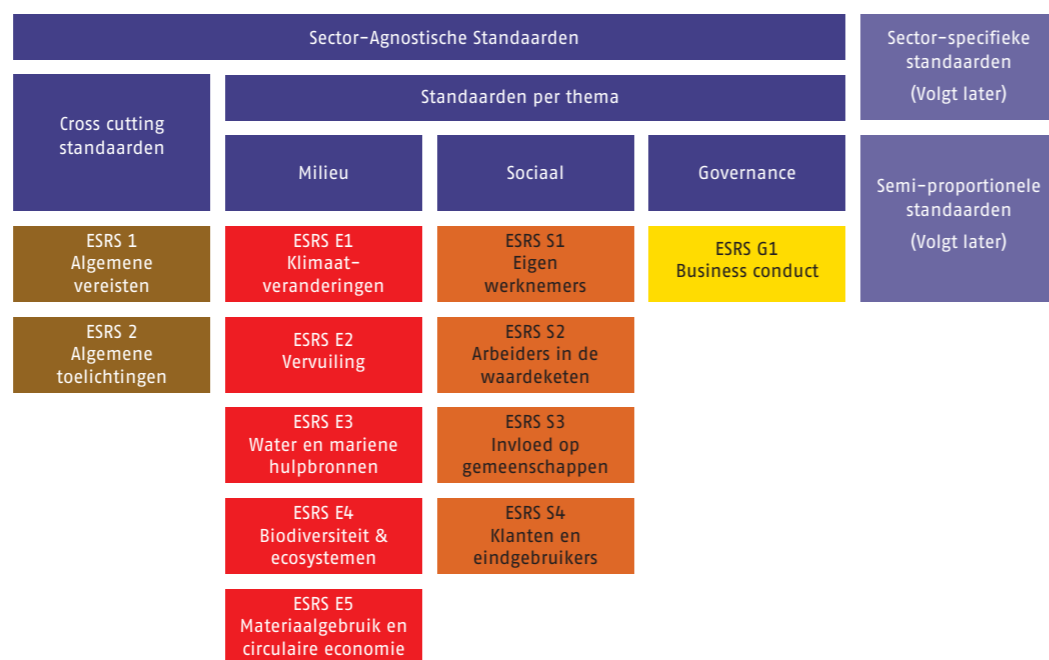 Sector-Agnostische Standaarden
Sector-specifieke
standaarden
(Volgt later)
Cross cutting
standaarden
Standaarden per thema
Milieu
Sociaal
Governance
Semi-proportionele
standaarden
(Volgt later)
ESRS 1
Algemene
vereisten
ESRS E1
Klimaat-
veranderingen
ESRS S1
Eigen
werknemers
ESRS G1
Business conduct
ESRS 2
Algemene
toelichtingen
ESRS E2
Vervuiling
ESRS S2
Arbeiders in de
waardeketen
ESRS E3
Water en mariene
hulpbronnen
ESRS S3
Invloed op
gemeenschappen
ESRS E4
Biodiversiteit &
ecosystemen
ESRS S4
Klanten en
eindgebruikers
ESRS E5
Materiaalgebruik en
circulaire economie